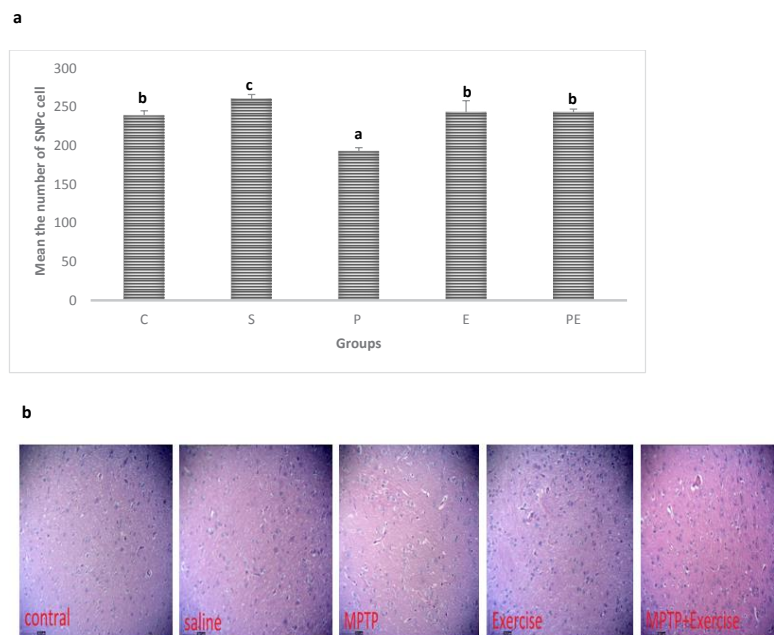 a
300
250
200
150
100
50
0
Mean the number of SNPc cell
b
c
a
b
b
C
S
P
E
PE
Groups
b
contral
saline
MPTP
Exercise
MPTP+Exercise